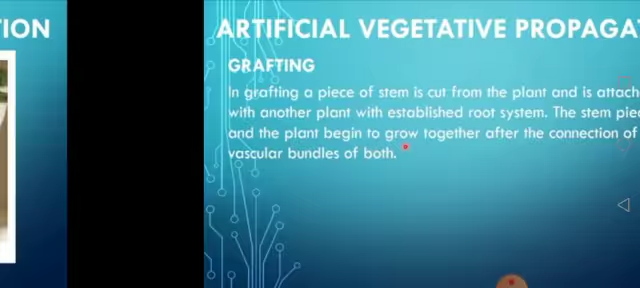 TION
ARTIFICIAL VEGETATIVE PROPAGAT
GRAFTING
In grafting a piece of stem is cut from the plant and is attach
with another plant with established root system. The stem piec
and the plant begin to grow together after the connection of
vascular bundles of both.